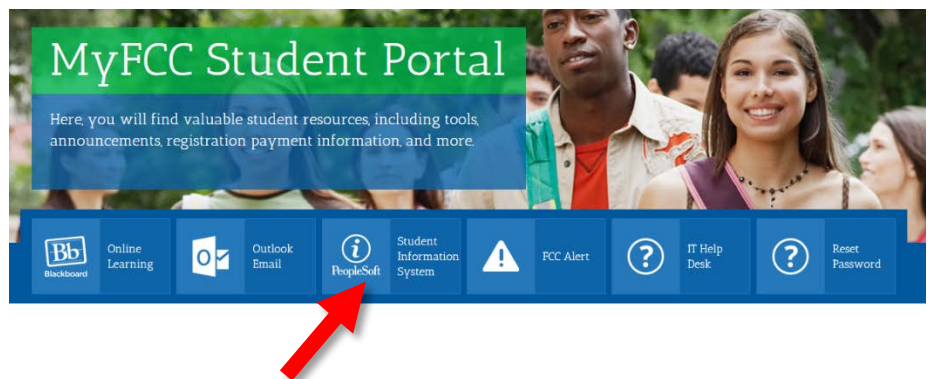 MyFCC Student Portal
Here, you will find valuable student resources, including tools,
announcements, registration payment information, and more.
Bb
Blackboard
Online
Learning
O
Outlook
Email
i
PeopleSoft
Student
Information
System
!
FCC Alert
?
IT Help
Desk
?
Reset
Password